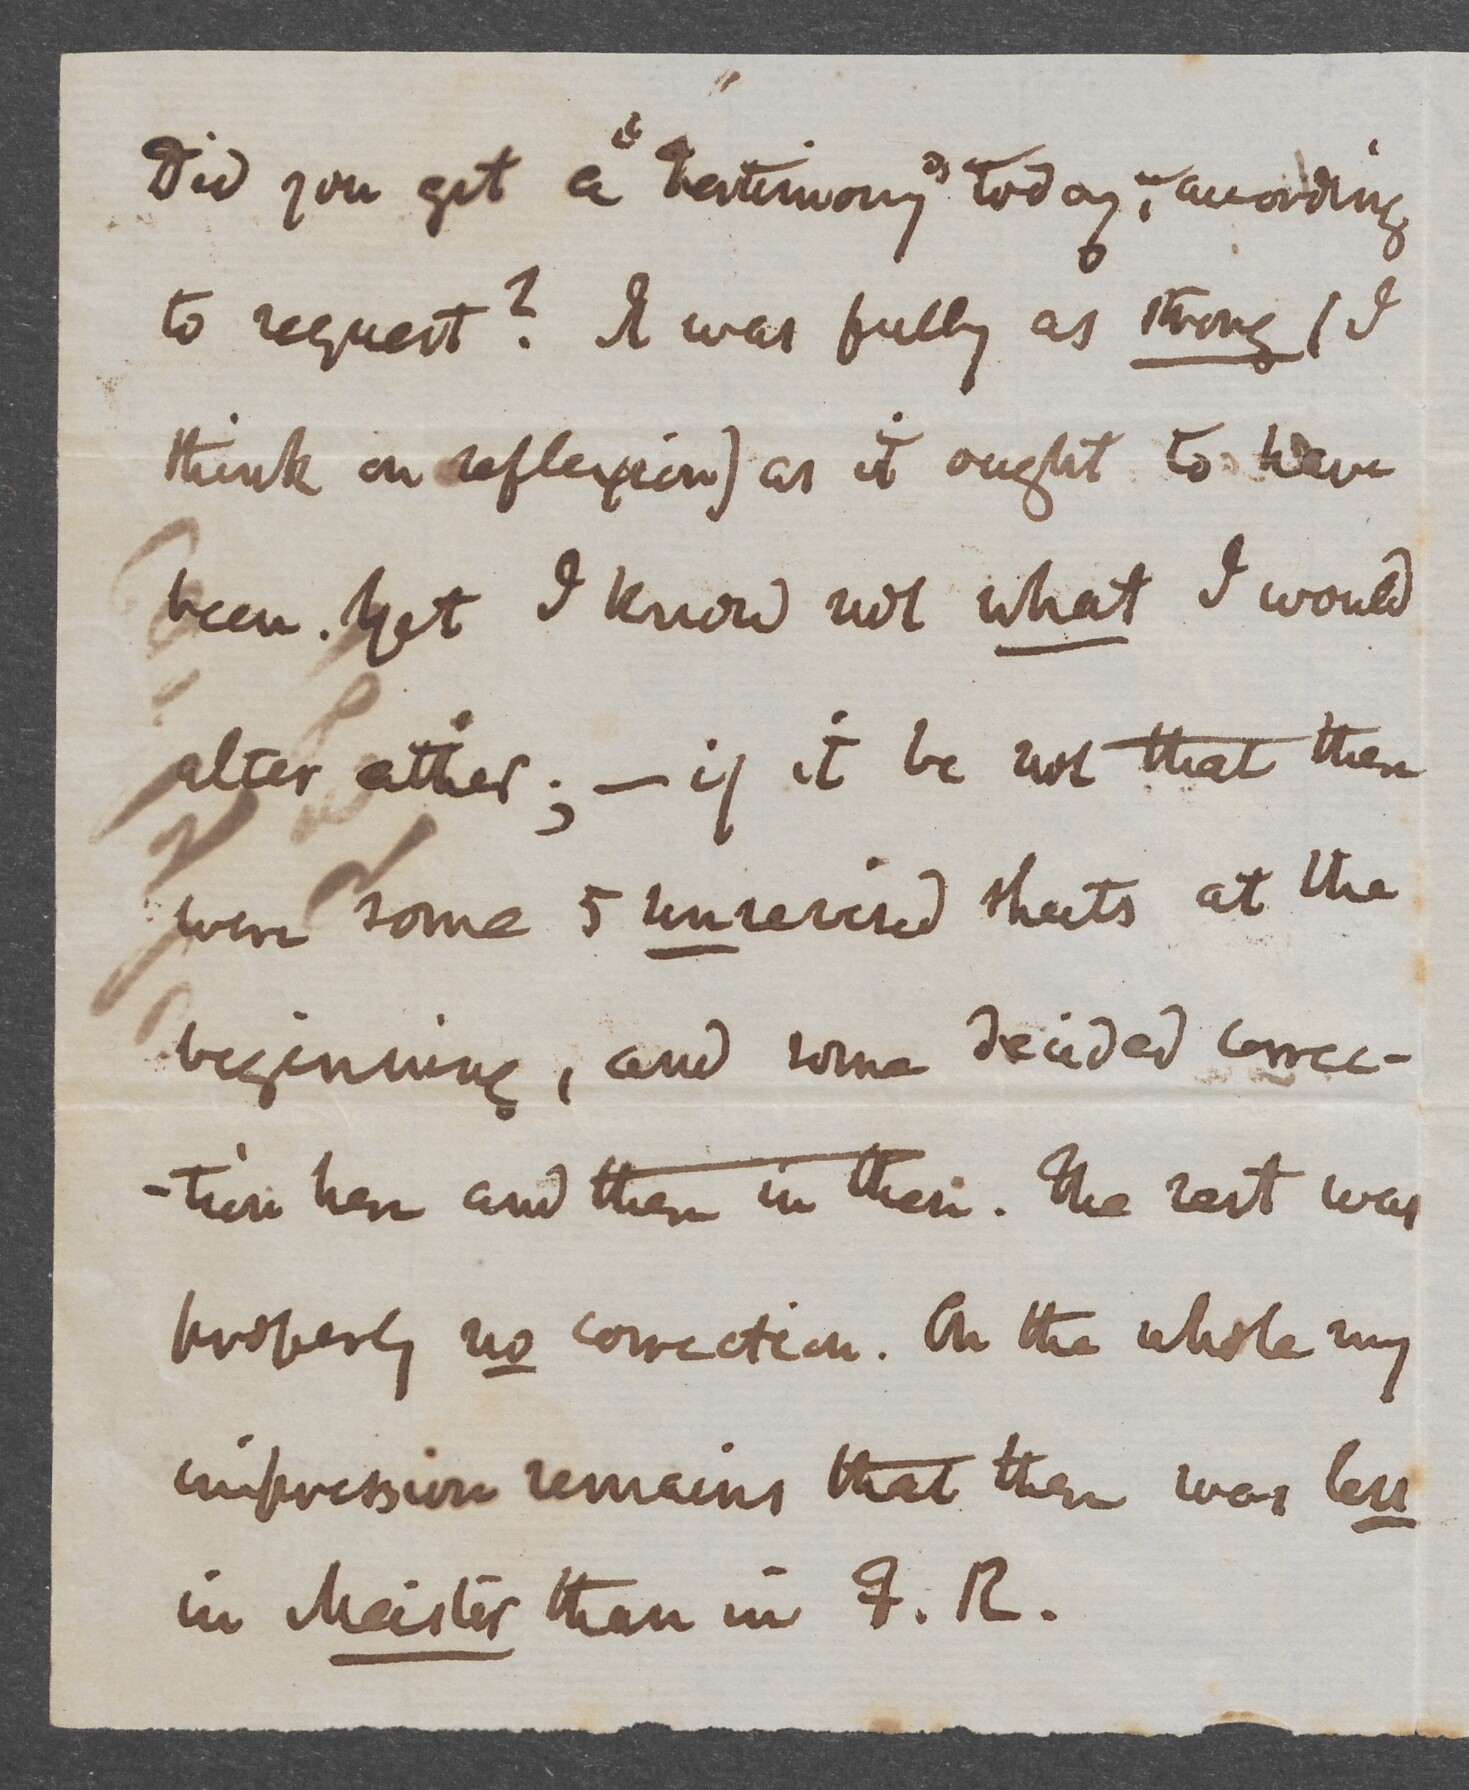 Did you get a "Testimony" today, according
to request? It was fully as strong (I
think on reflexion) as it ought to have
been. Yet I know not what I would
alter either; — if it be not that there
were some 5 unrevised sheets at the
beginning, and some decided correc-
-tion here and there in them. The rest was
properly no correction. On the whole my
impression remains that there was less
in Meister than in F. R.